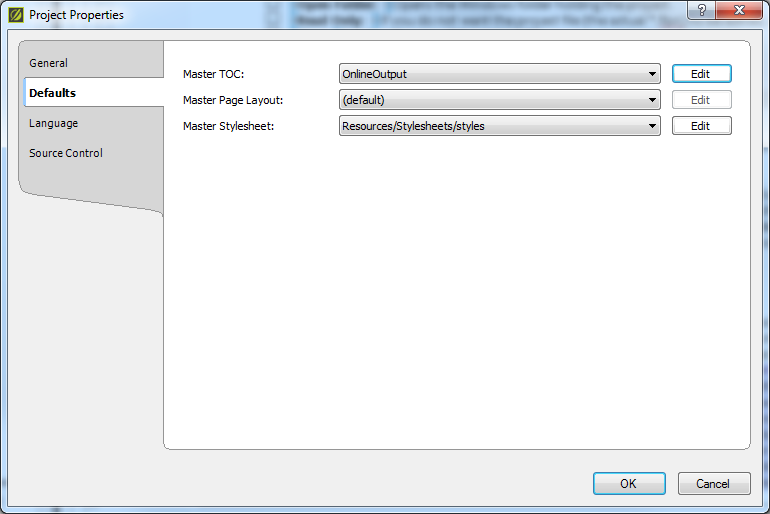 Project Properties
?
General
Defaults
Language
Source Control
Master TOC: OnlineOutput Edit
Master Page Layout: (default) Edit
Master Stylesheet: Resources/Stylesheets/styles Edit
OK Cancel